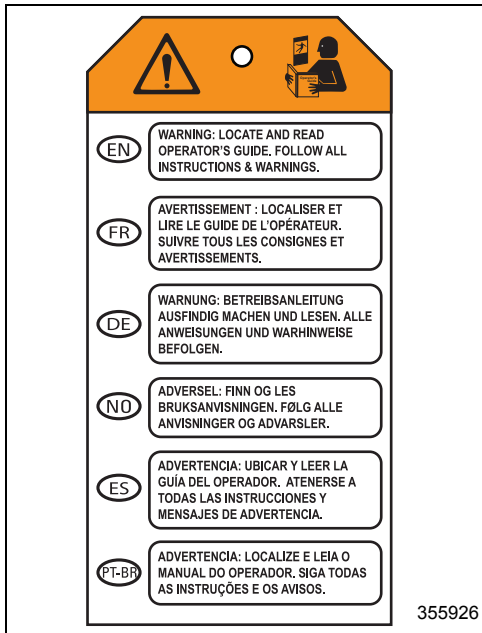 EN
WARNING: LOCATE AND READ
OPERATOR'S GUIDE. FOLLOW ALL
INSTRUCTIONS & WARNINGS.
FR
AVERTISSEMENT : LOCALISER ET
LIRE LE GUIDE DE L'OPÉRATEUR.
SUIVRE TOUS LES CONSIGNES ET
AVERTISSEMENTS.
DE
WARNUNG: BETREIBSANLEITUNG
AUSFINDIG MACHEN UND LESEN. ALLE
ANWEISUNGEN UND WARHINWEISE
BEFOLGEN.
NO
ADVERSEL: FINN OG LES
BRUKSANVISNINGEN. FØLG ALLE
ANVISNINGER OG ADVARSLER.
ES
ADVERTENCIA: UBICAR Y LEER LA
GUÍA DEL OPERADOR. ATENERSE A
TODAS LAS INSTRUCCIONES Y
MENSAJES DE ADVERTENCIA.
PT-BR
ADVERTENCIA: LOCALIZE E LEIA O
MANUAL DO OPERADOR. SIGA TODAS
AS INSTRUÇÕES E OS AVISOS.
355926